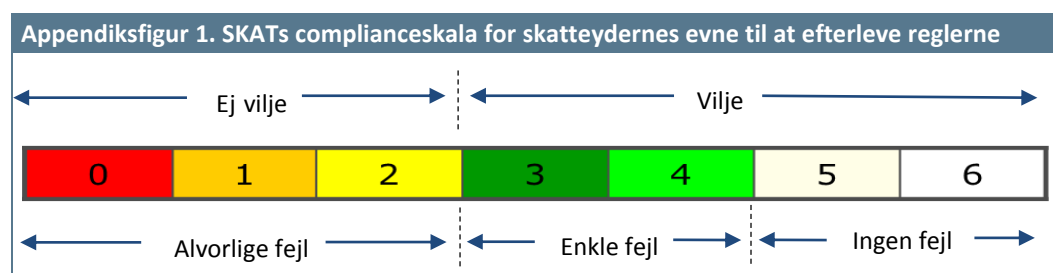 Appendiksfigur 1. SKATs complianceskala for skatteydernes evne til at efterleve reglerne
Ej vilje Vilje
0 1 2 3 4 5 6
Alvorlige fejl Enkle fejl Ingen fejl